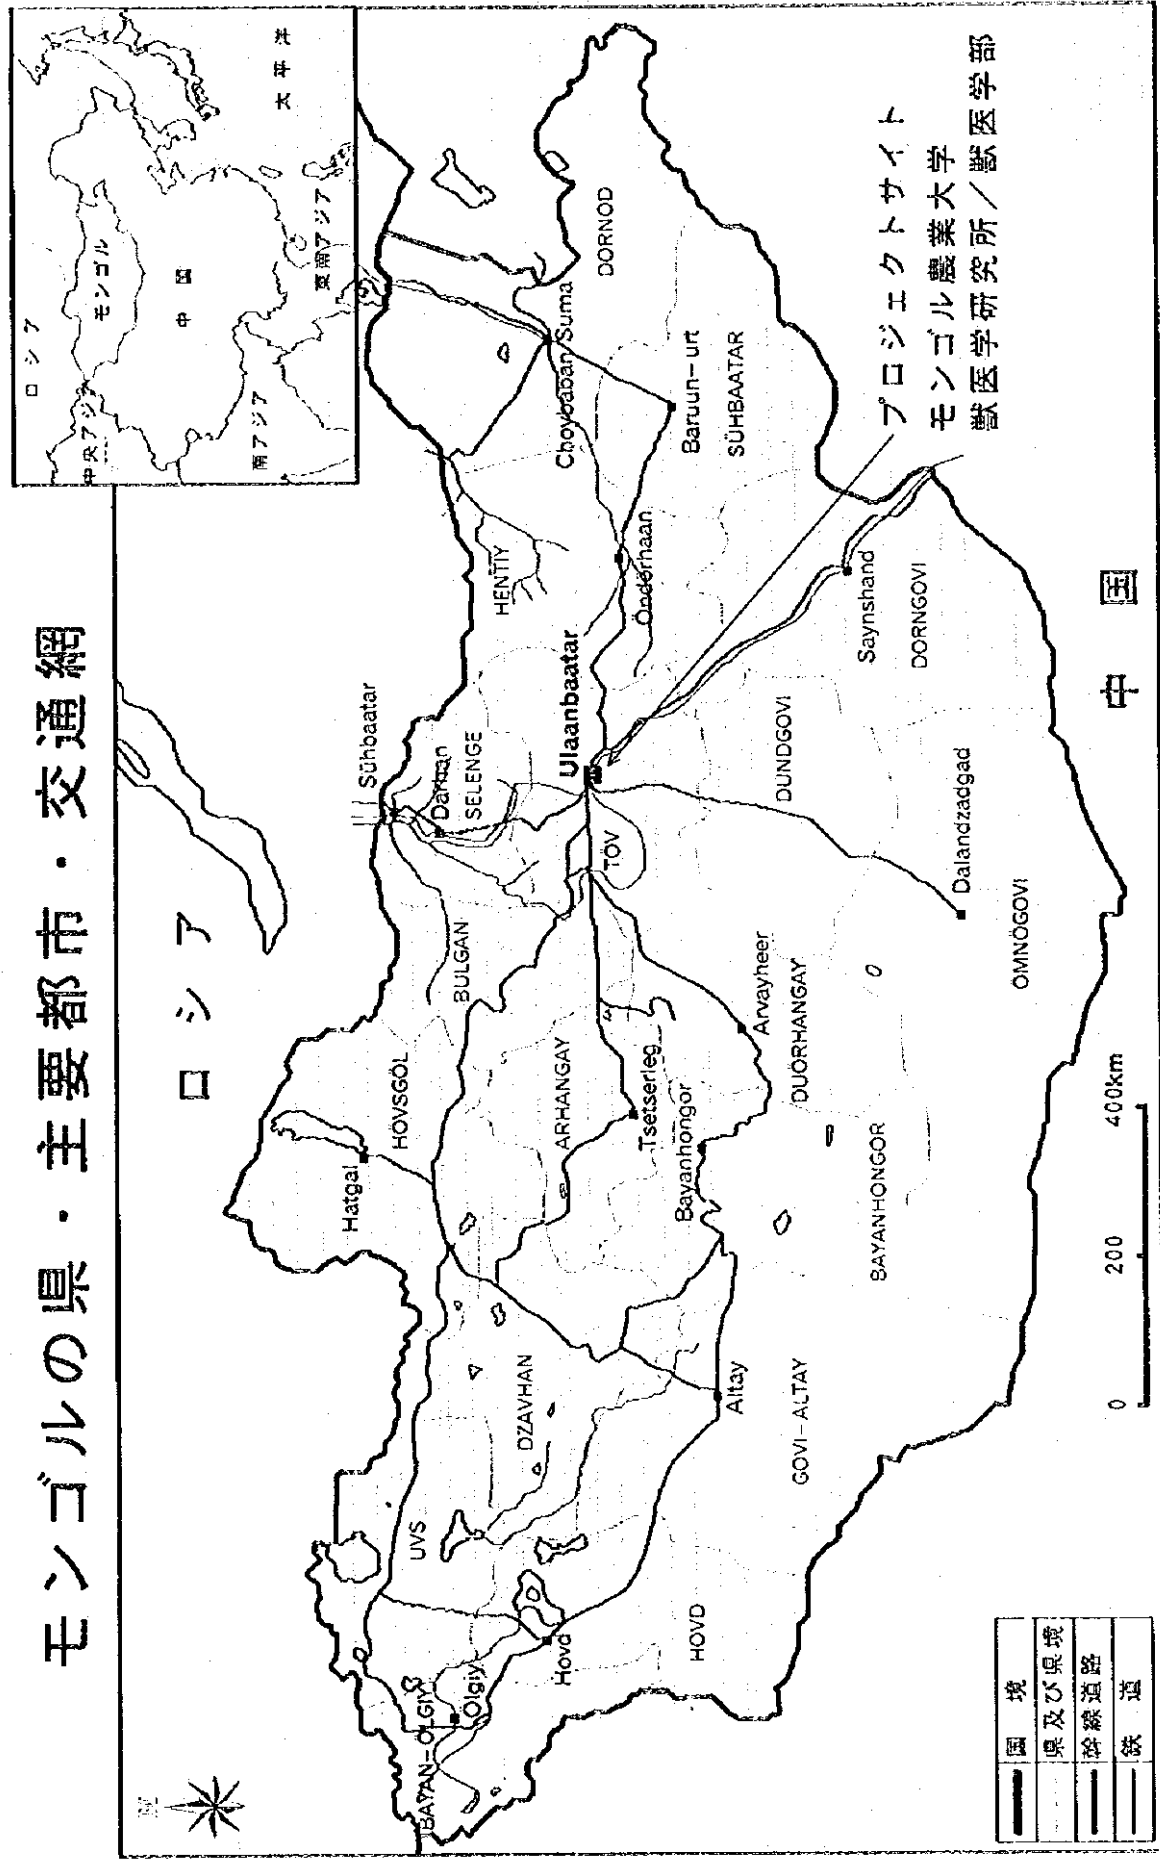 モンゴルの県・主要都市・交通網
ロシア
中央アジア
モンゴル
中国
南アジア
東南アジア
太平洋
ロシア
BAYAN-OLGIY
Olgiy
UVS
Hovd
HOVD
DZAVHAN
Altay
GOVI-ALTAY
Hatgal
HOVSGÖL
ARHANGAY
Tsetserleg
Bayanhongor
BAYANHONGOR
BULGAN
Arvayheer
DUÖRHANGAY
Sühbaatar
Darhan
SELENGE
Ulaanbaatar
TÖV
DUNDGOVI
Dalandzadgad
OMNÖGOVI
HENTIY
Öndörhaan
Saynshand
DORNGOVI
Choybaban Suma
DORNOD
Baruun-urt
SÜHBAATAR
プロジェクトサイト
モンゴル農業大学
獣医学研究所/獣医学部
中国
0 200 400km
国境
県及び県境
幹線道路
鉄道